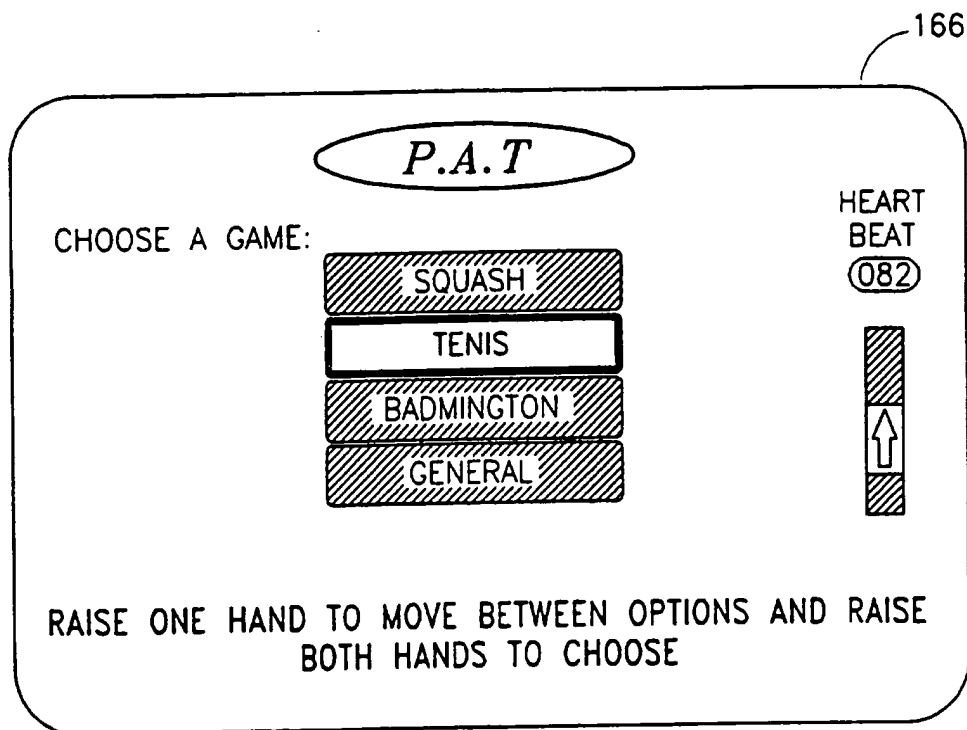 166
P.A.T
HEART
BEAT
082
CHOOSE A GAME:
SQUASH
TENIS
BADMINGTON
GENERAL
RAISE ONE HAND TO MOVE BETWEEN OPTIONS AND RAISE
BOTH HANDS TO CHOOSE